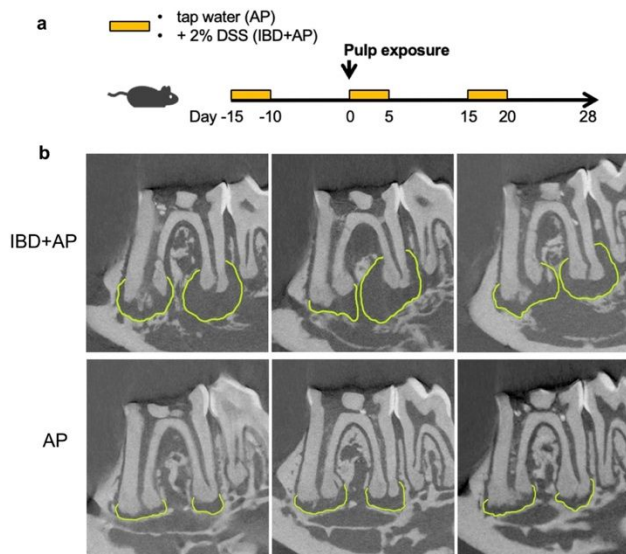 a
• tap water (AP)
• + 2% DSS (IBD+AP)
Pulp exposure
Day -15 -10 0 5 15 20 28
b
IBD+AP
AP